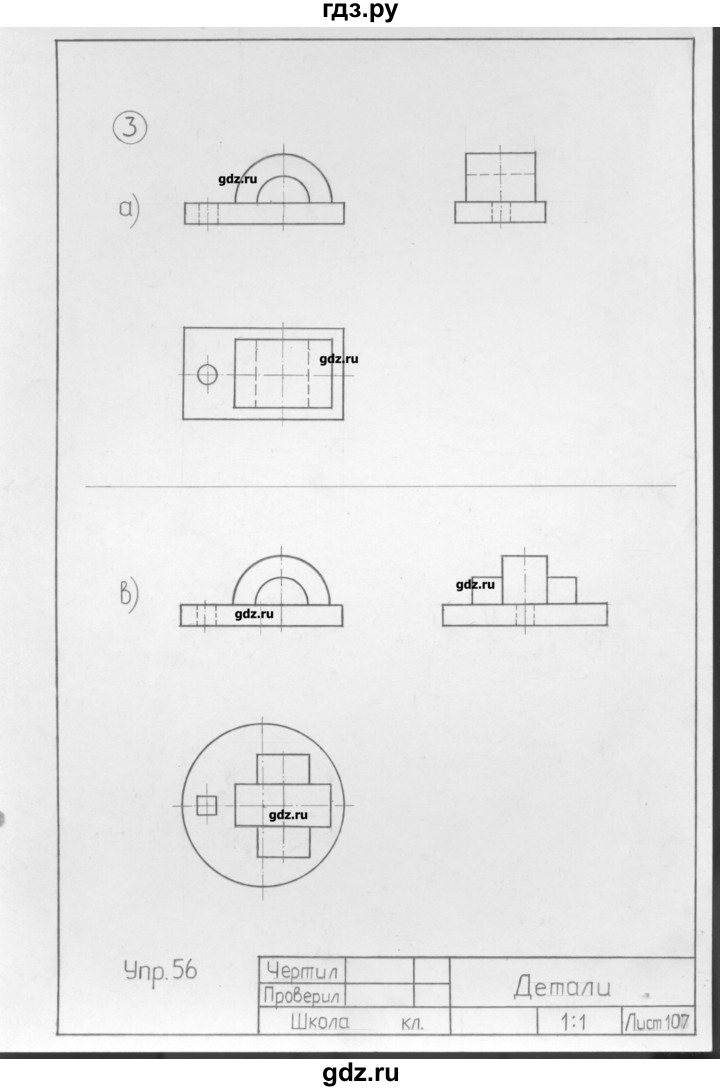 гдз.ру
3
gdz.ru
а)
gdz.ru
в)
gdz.ru
gdz.ru
gdz.ru
Упр. 56
Чертил
Проверил
Детали
Школа кл.
1:1
Лист 107
gdz.ru